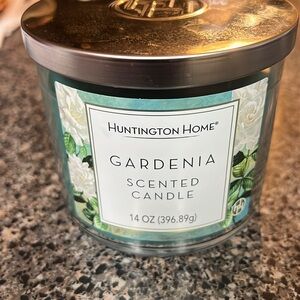 HUNTINGTON HOME®
GARDENIA
SCENTED
CANDLE
14 OZ (396.89g)